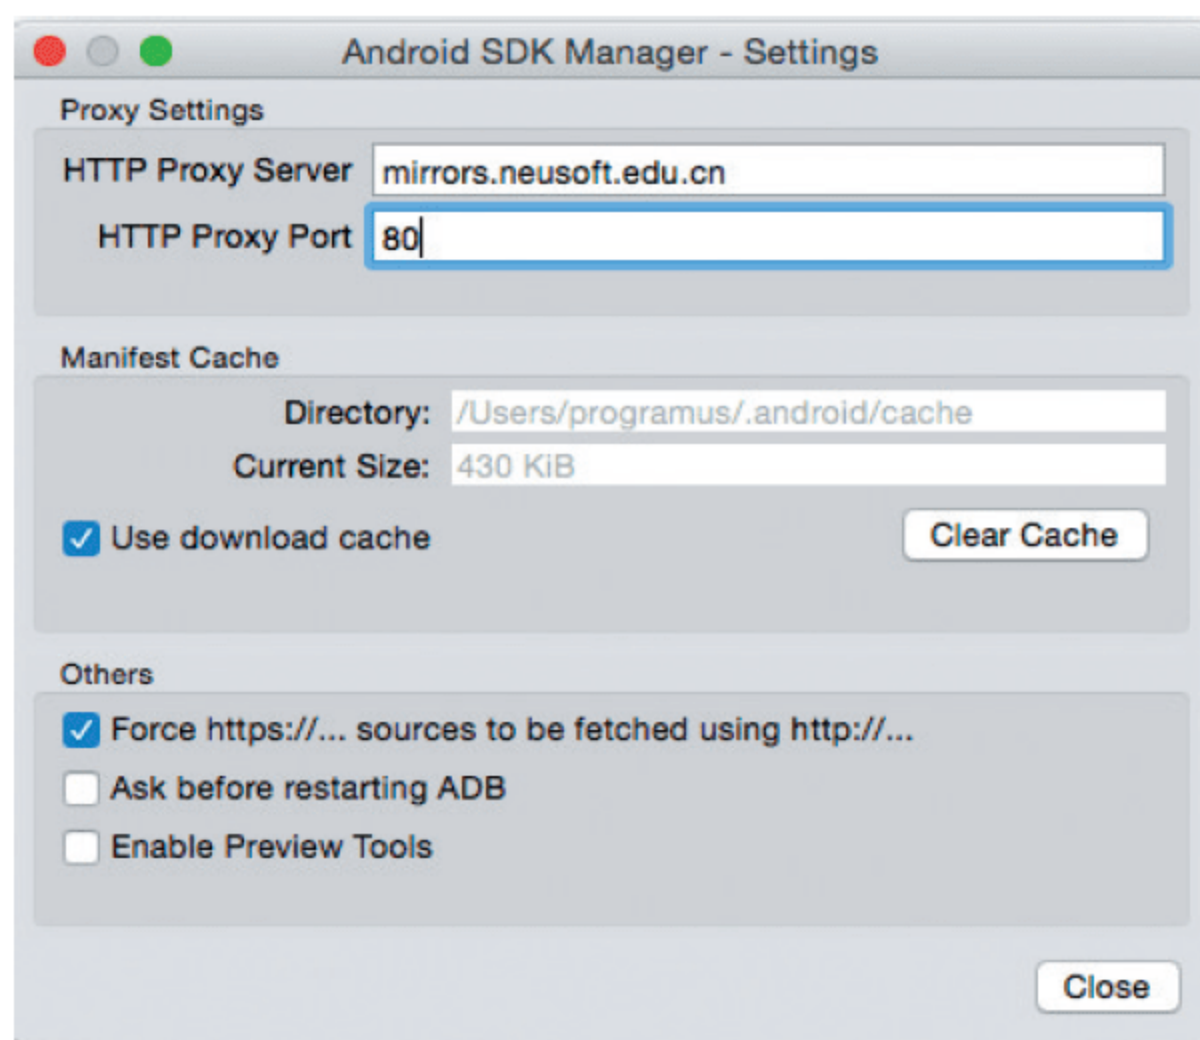 Android SDK Manager - Settings
Proxy Settings
HTTP Proxy Server mirrors.neusoft.edu.cn
HTTP Proxy Port 80
Manifest Cache
Directory: /Users/programus/.android/cache
Current Size: 430 KiB
Use download cache Clear Cache
Others
Force https://... sources to be fetched using http://...
Ask before restarting ADB
Enable Preview Tools
Close